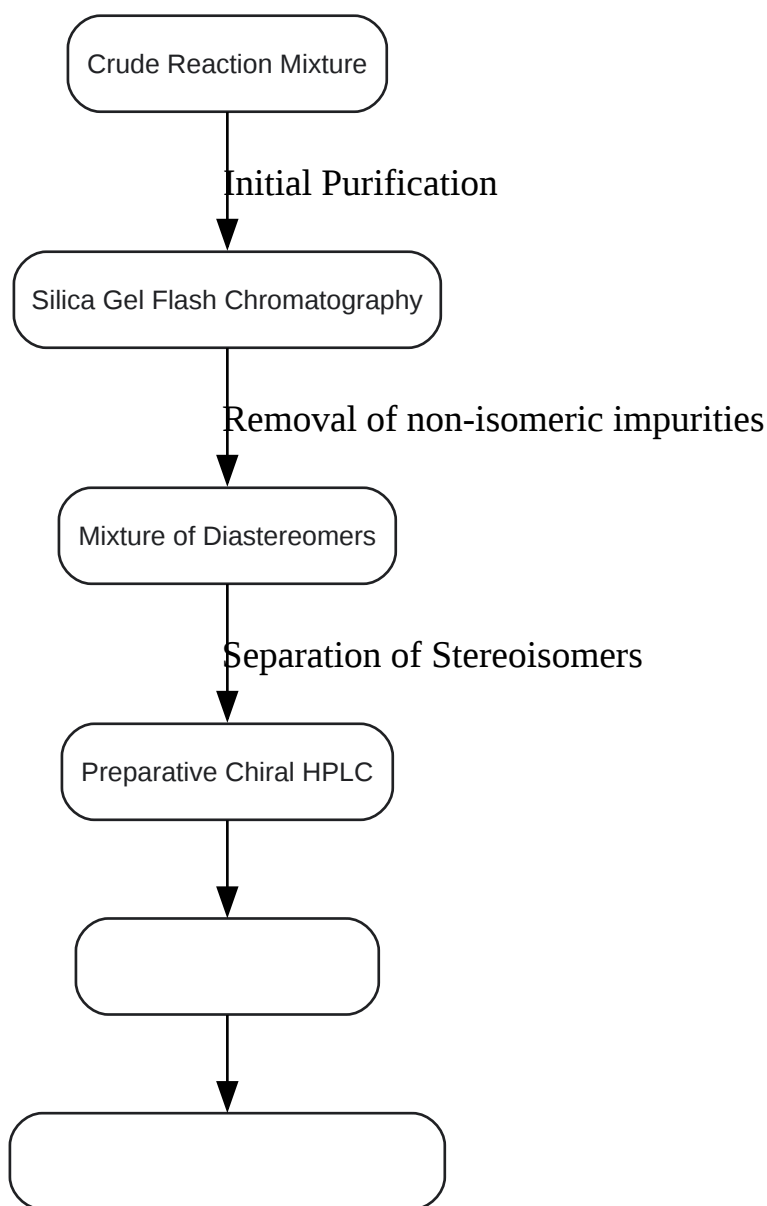 Crude Reaction Mixture
Initial Purification
Silica Gel Flash Chromatography
Removal of non-isomeric impurities
Mixture of Diastereomers
Separation of Stereoisomers
Preparative Chiral HPLC